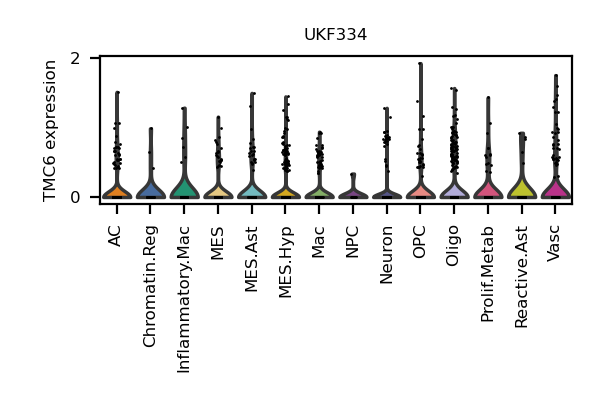 UKF334
TMC6 expression
2
0
AC
Chromatin.Reg
Inflammatory.Mac
MES
MES.Ast
MES.Hyp
Mac
NPC
Neuron
OPC
Oligo
Prolif.Metab
Reactive.Ast
Vasc